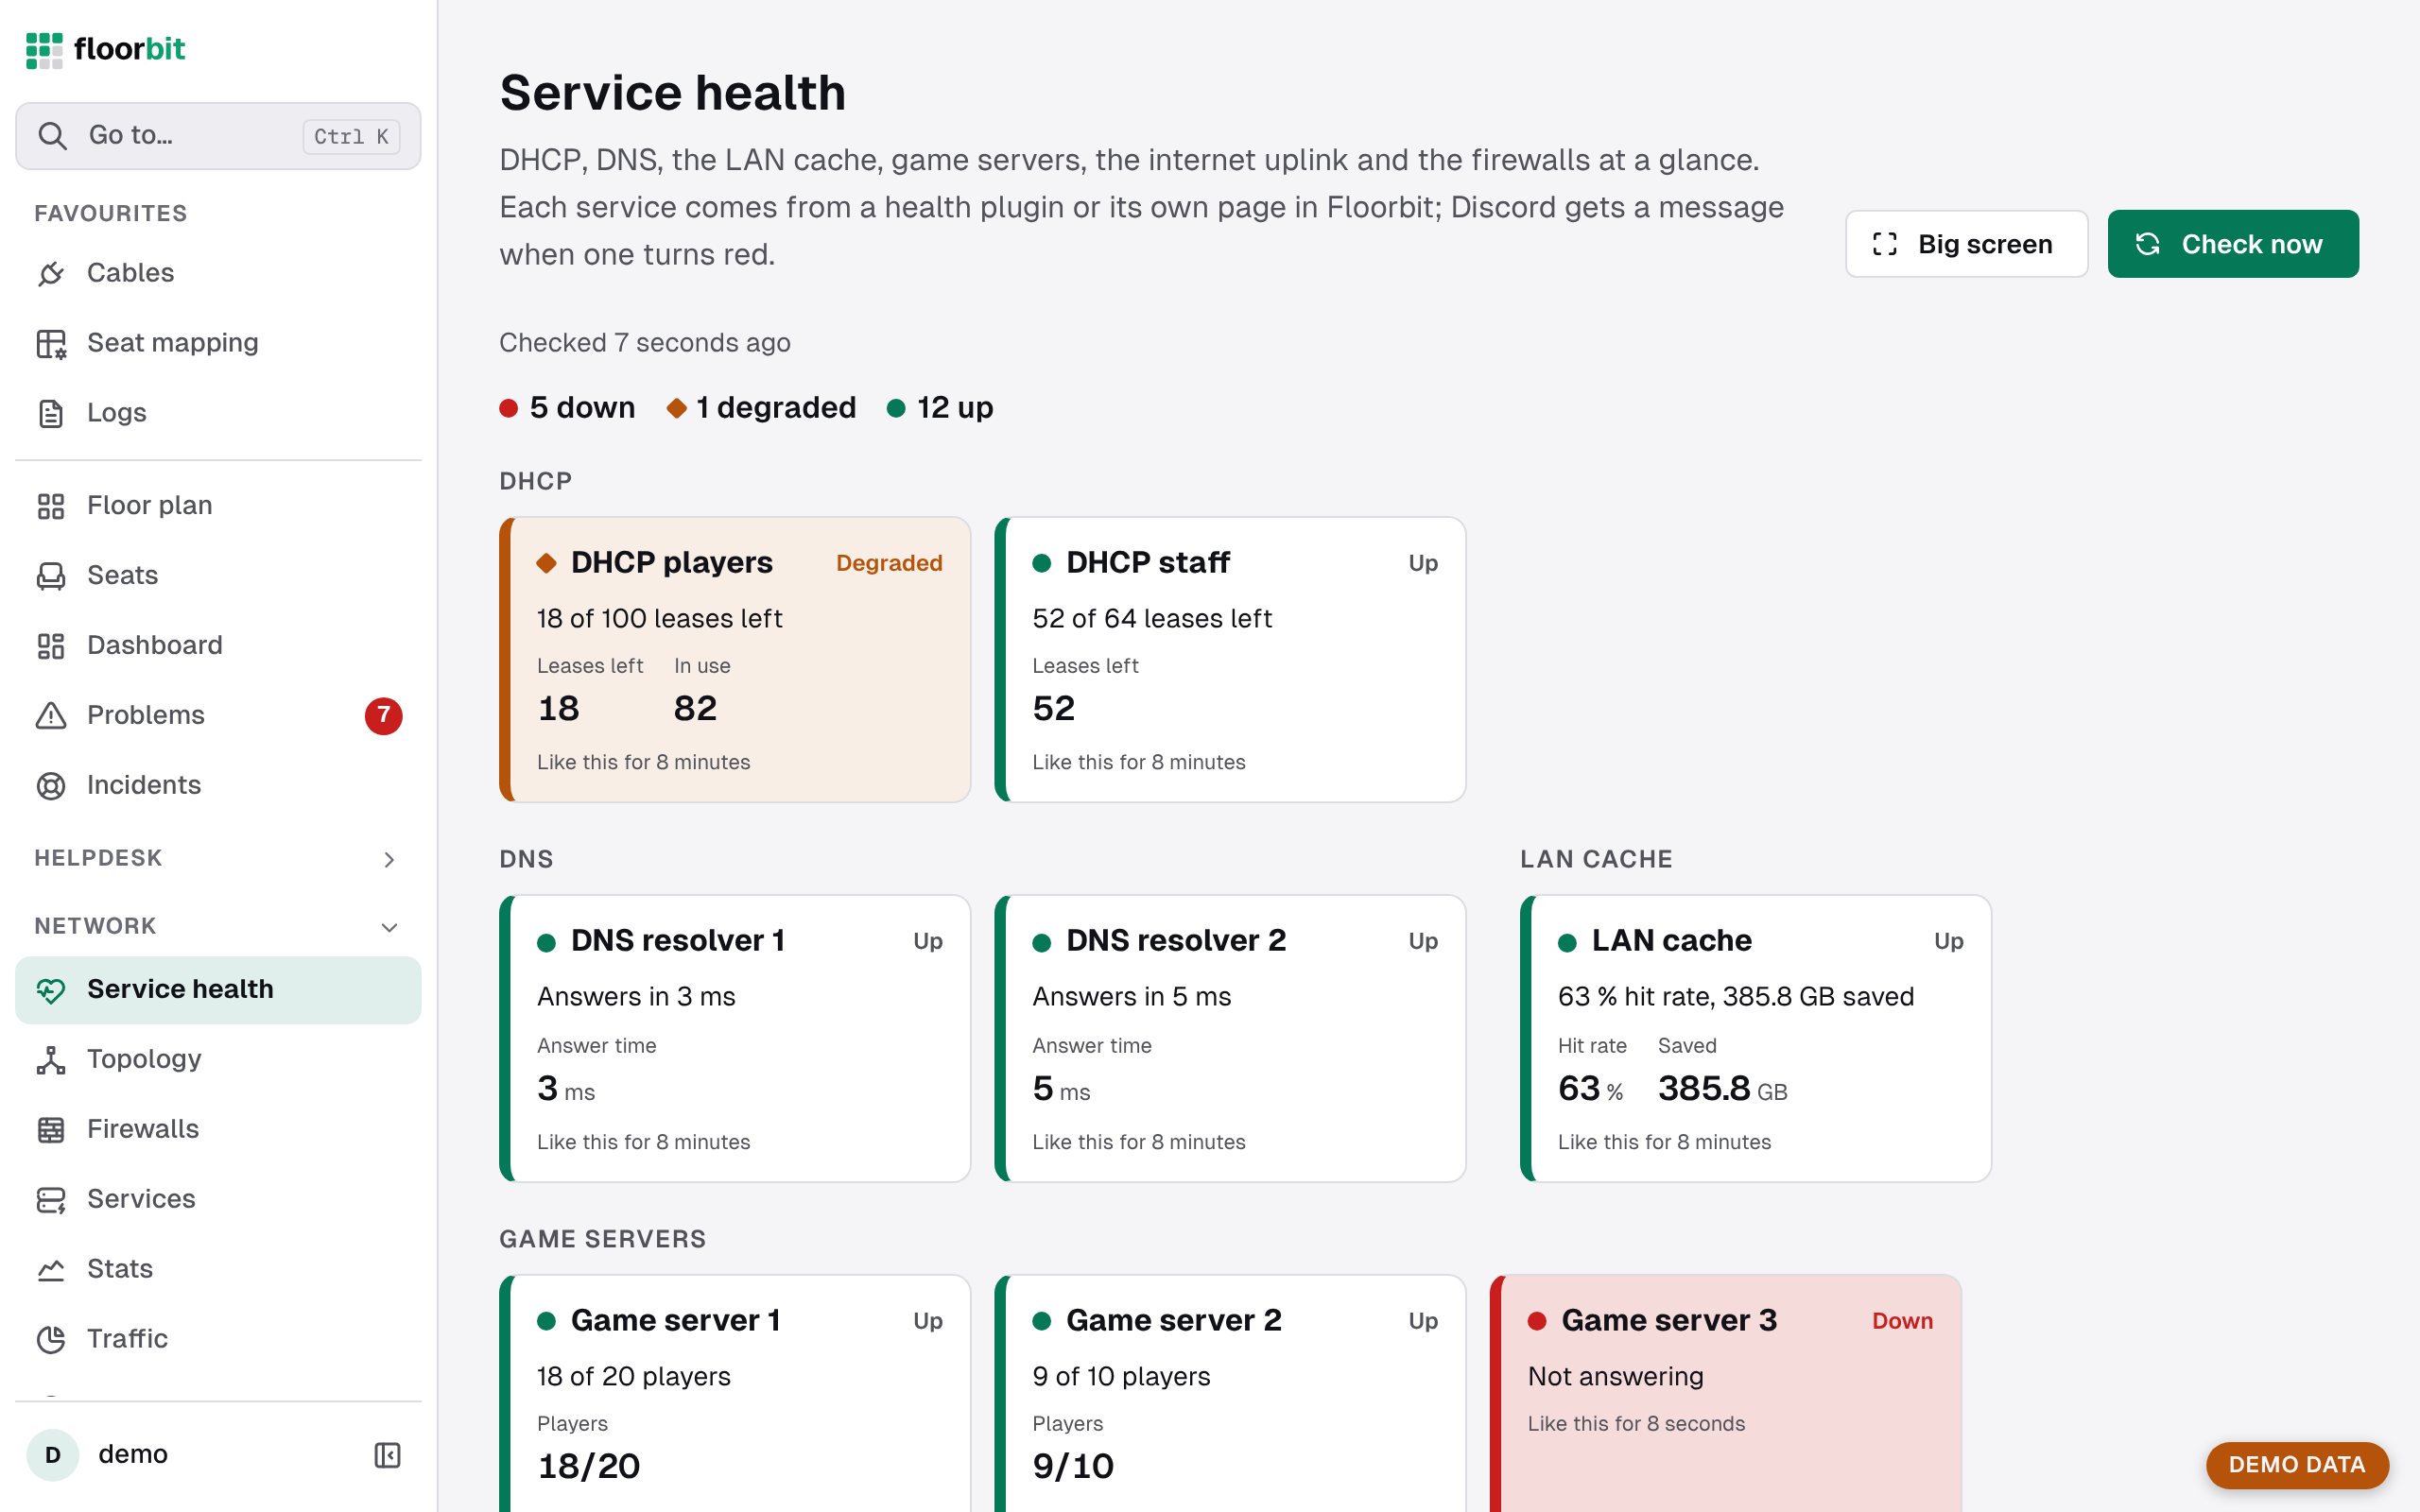 floorbit
Go to...
Ctrl K
FAVOURITES
Cables
Seat mapping
Logs
Floor plan
Seats
Dashboard
Problems
7
Incidents
HELPDESK
NETWORK
Service health
Topology
Firewalls
Services
Stats
Traffic
D
demo
Service health
DHCP, DNS, the LAN cache, game servers, the internet uplink and the firewalls at a glance.
Each service comes from a health plugin or its own page in Floorbit; Discord gets a message
when one turns red.
Big screen
Check now
Checked 7 seconds ago
5 down
1 degraded
12 up
DHCP
DHCP players
Degraded
18 of 100 leases left
Leases left
In use
18
82
Like this for 8 minutes
DHCP staff
Up
52 of 64 leases left
Leases left
52
Like this for 8 minutes
DNS
DNS resolver 1
Up
Answers in 3 ms
Answer time
3 ms
Like this for 8 minutes
DNS resolver 2
Up
Answers in 5 ms
Answer time
5 ms
Like this for 8 minutes
LAN CACHE
LAN cache
Up
63 % hit rate, 385.8 GB saved
Hit rate
Saved
63 %
385.8 GB
Like this for 8 minutes
GAME SERVERS
Game server 1
Up
18 of 20 players
Players
18/20
Game server 2
Up
9 of 10 players
Players
9/10
Game server 3
Down
Not answering
Like this for 8 seconds
DEMO DATA